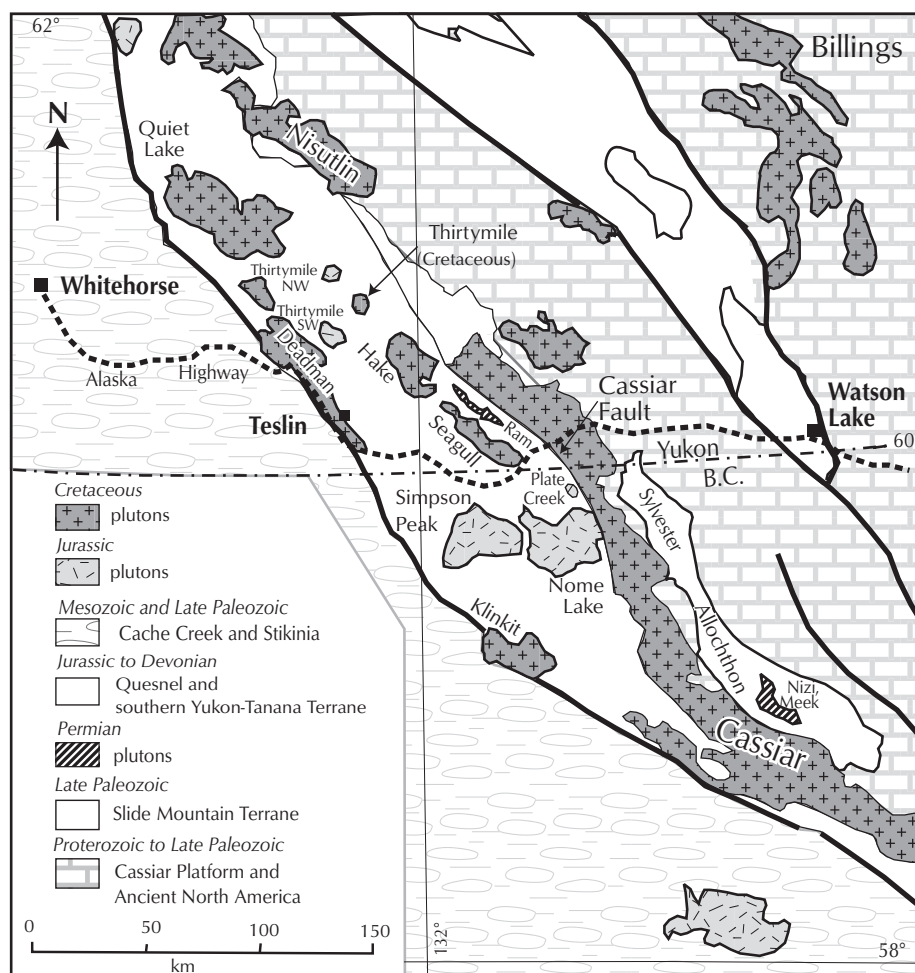 62°
Billings
N
Quiet
Lake
Nisutlin
Thirtymile
(Cretaceous)
Thirtymile
NW
Whitehorse
Thirtymile
SW
Deadman
Hake
Alaska
Highway
Cassiar
Fault
Watson
Lake
Teslin
Ram
Seagull
60
Yukon
B.C.
Plate
Creek
Simpson
Peak
Sylvester
Allochthon
Nome
Lake
Klinkit
Nizi,
Meek
Cassiar
Cretaceous
plutons
Jurassic
plutons
Mesozoic and Late Paleozoic
Cache Creek and Stikinia
Jurassic to Devonian
Quesnel and
southern Yukon-Tanana Terrane
Permian
plutons
Late Paleozoic
Slide Mountain Terrane
Proterozoic to Late Paleozoic
Cassiar Platform and
Ancient North America
0 50 100 150
km
132°
58°